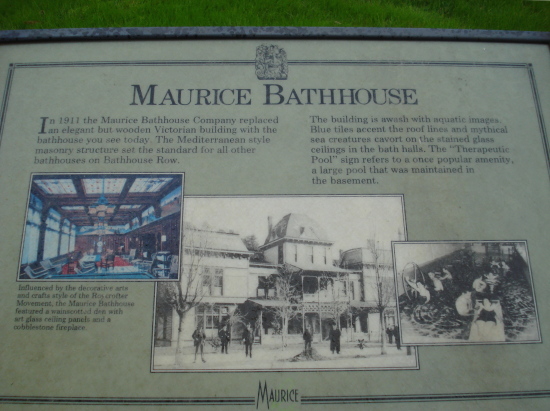 MAURICE BATHHOUSE
In 1911 the Maurice Bathhouse Company replaced
an elegant but wooden Victorian building with the
bathhouse you see today. The Mediterranean style
masonry structure set the standard for all other
bathhouses on Bathhouse Row.
The building is awash with aquatic images.
Blue tiles accent the roof lines and mythical
sea creatures cavort on the stained glass
ceilings in the bath halls. The "Therapeutic
Pool" sign refers to a once popular amenity,
a large pool that was maintained in
the basement.
Influenced by the decorative arts
and crafts style of the Roycrofter
Movement, the Maurice Bathhouse
featured a wainscotted den with
art glass ceiling panels and a
cobblestone fireplace.
MAURICE